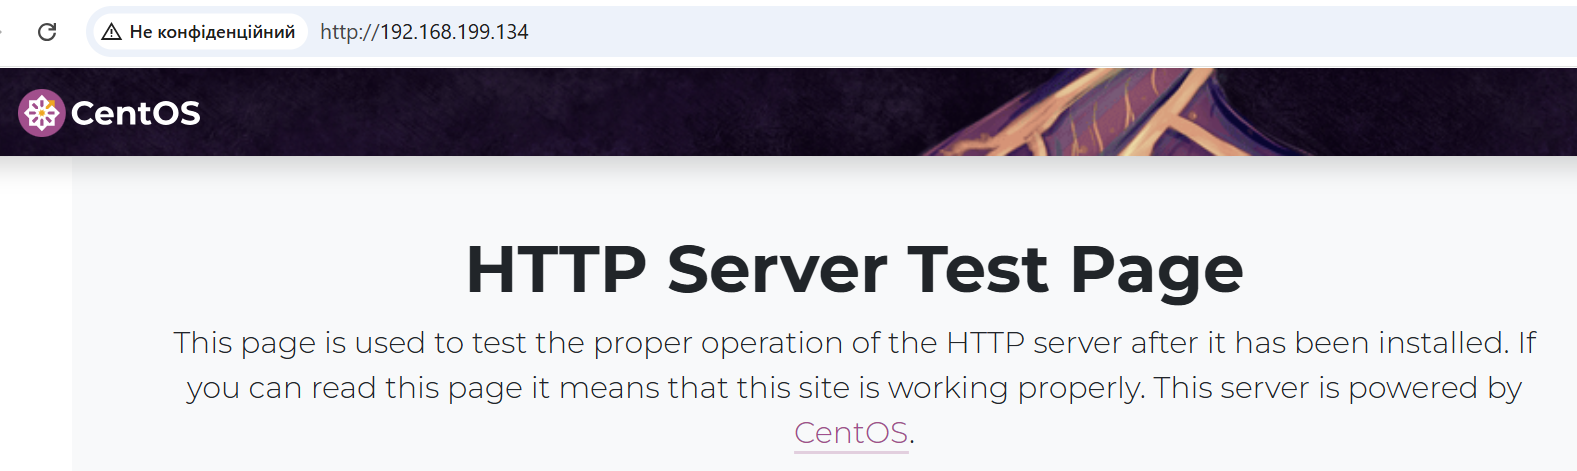 Не конфіденційний http://192.168.199.134
CentOS
HTTP Server Test Page
This page is used to test the proper operation of the HTTP server after it has been installed. If
you can read this page it means that this site is working properly. This server is powered by
CentOS.